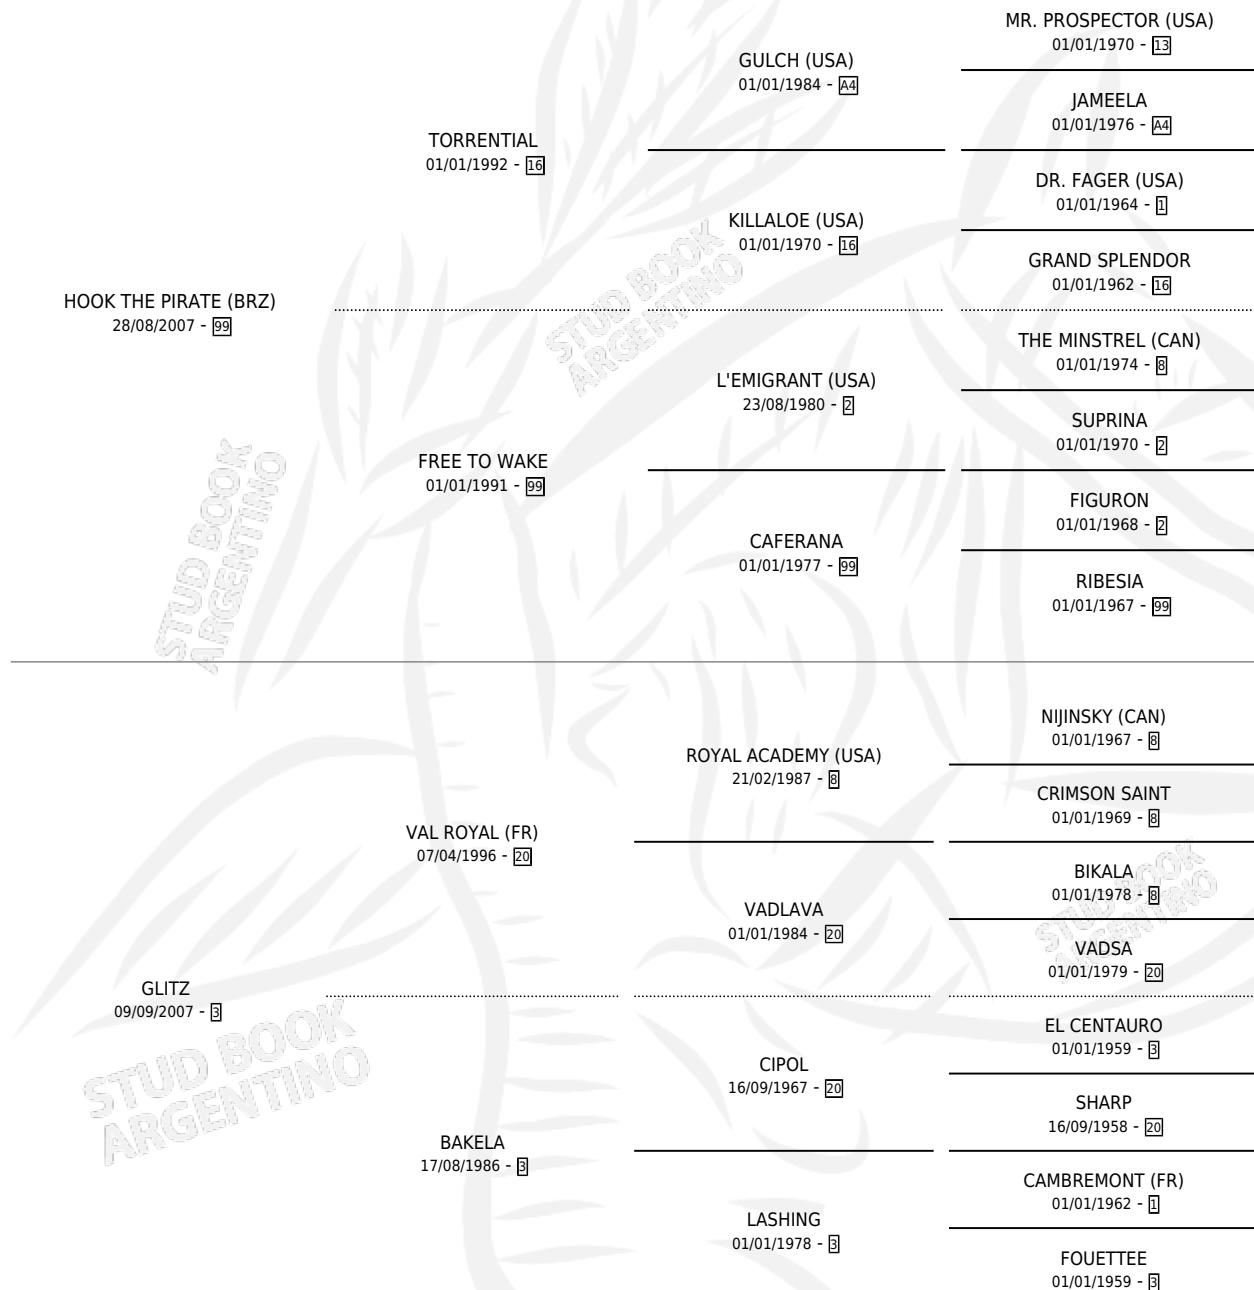 MR. PROSPECTOR (USA)
01/01/1970 - 13
GULCH (USA)
01/01/1984 - A4
JAMEELA
01/01/1976 - A4
TORRENTIAL
01/01/1992 - 16
DR. FAGER (USA)
01/01/1964 - 1
KILLALOE (USA)
01/01/1970 - 16
GRAND SPLENDOR
01/01/1962 - 16
HOOK THE PIRATE (BRZ)
28/08/2007 - 99
THE MINSTREL (CAN)
01/01/1974 - 8
L'EMIGRANT (USA)
23/08/1980 - 2
SUPRINA
01/01/1970 - 2
FREE TO WAKE
01/01/1991 - 99
FIGURON
01/01/1968 - 2
CAFERANA
01/01/1977 - 99
RIBESIA
01/01/1967 - 99
NIJINSKY (CAN)
01/01/1967 - 8
ROYAL ACADEMY (USA)
21/02/1987 - 8
CRIMSON SAINT
01/01/1969 - 8
VAL ROYAL (FR)
07/04/1996 - 20
BIKALA
01/01/1978 - 8
VADLAVA
01/01/1984 - 20
VADSA
01/01/1979 - 20
GLITZ
09/09/2007 - 3
EL CENTAURO
01/01/1959 - 3
CIPOL
16/09/1967 - 20
SHARP
16/09/1958 - 20
BAKELA
17/08/1986 - 3
CAMBREMONT (FR)
01/01/1962 - 1
LASHING
01/01/1978 - 3
FOUETTEE
01/01/1959 - 3
STUD BOOK
ARGENTINO
STUD BOOK
ARGENTINO
STUD BOOK
ARGENTINO
STUD BOOK
ARGENTINO